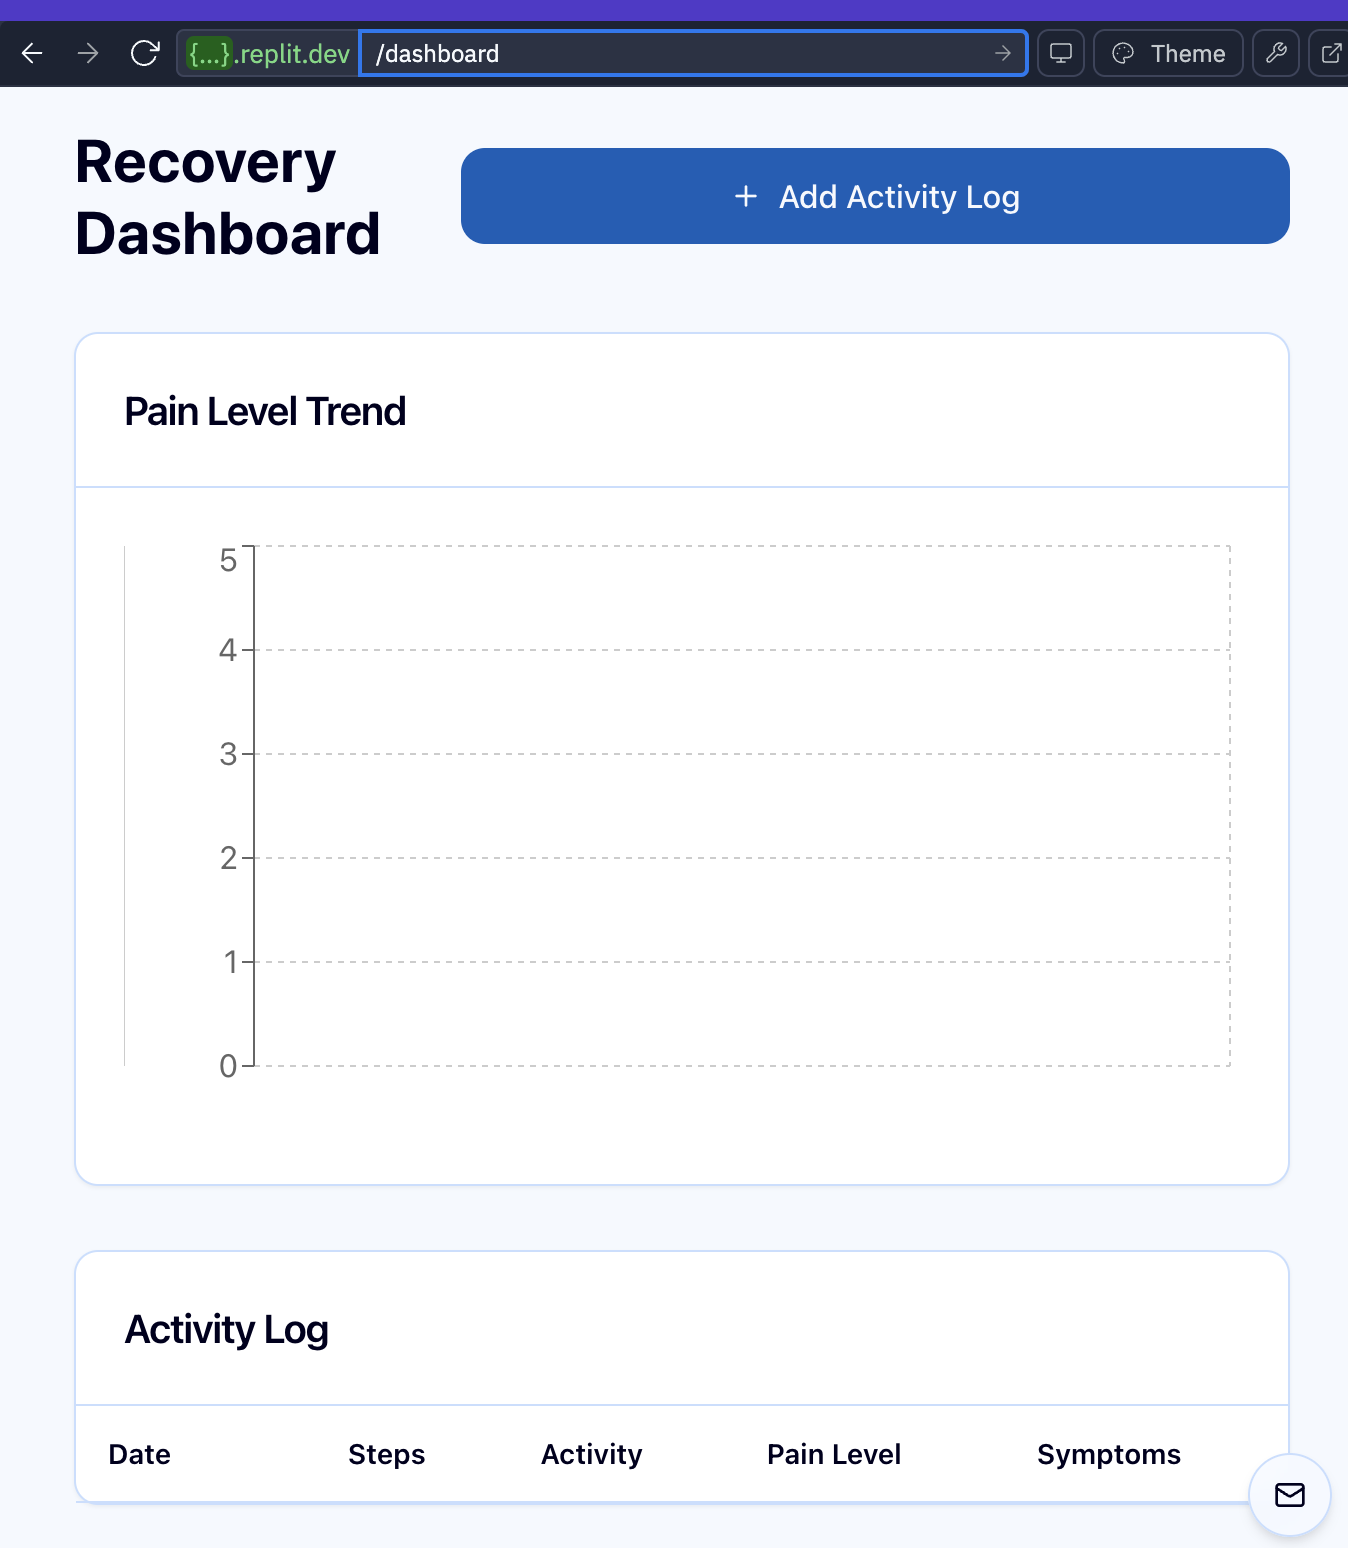 {...}.replit.dev /dashboard Theme
Recovery
Dashboard
+ Add Activity Log
Pain Level Trend
5
4
3
2
1
0
Activity Log
Date Steps Activity Pain Level Symptoms